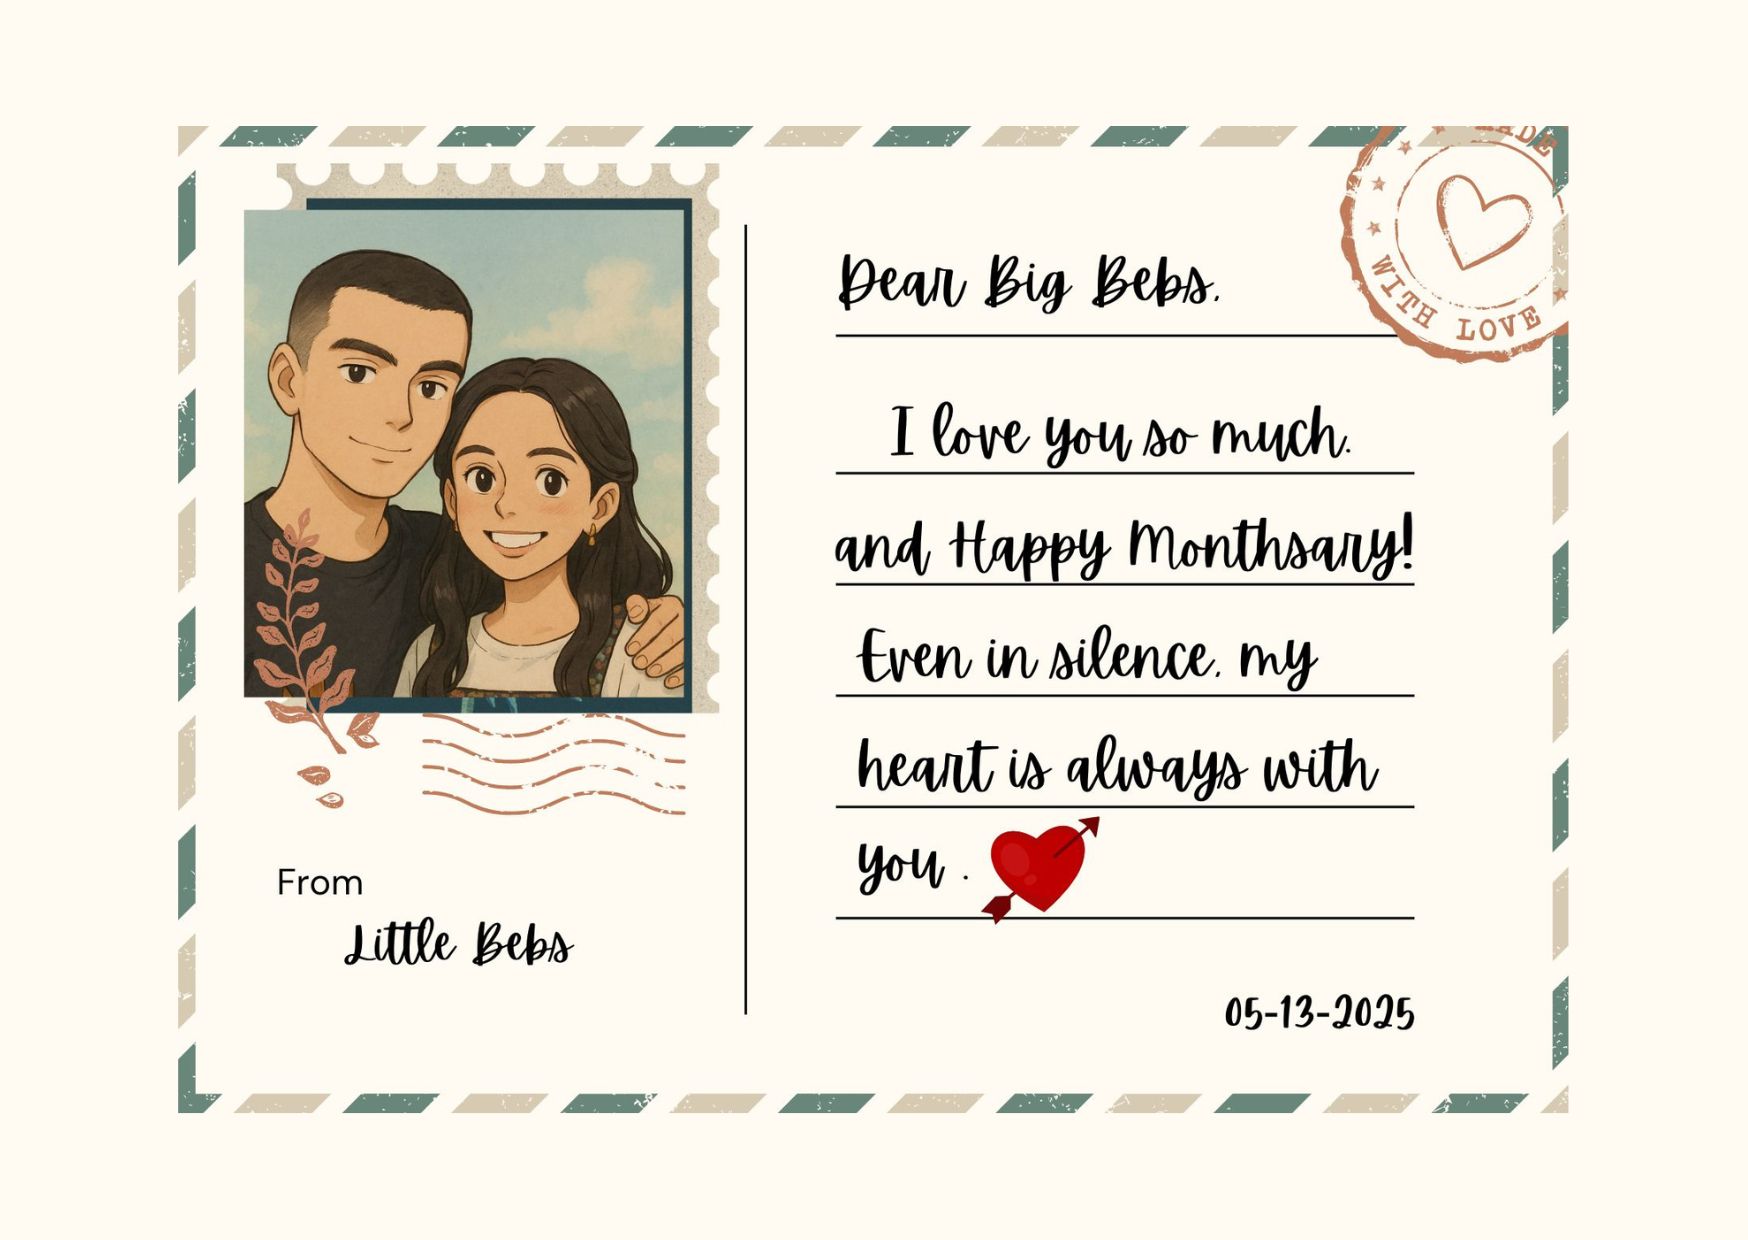 MADE
WITH LOVE
Dear Big Bebs,
I love you so much,
and Happy Monthsary!
Even in silence, my
heart is always with
you .
From
Little Bebs
05-13-2025